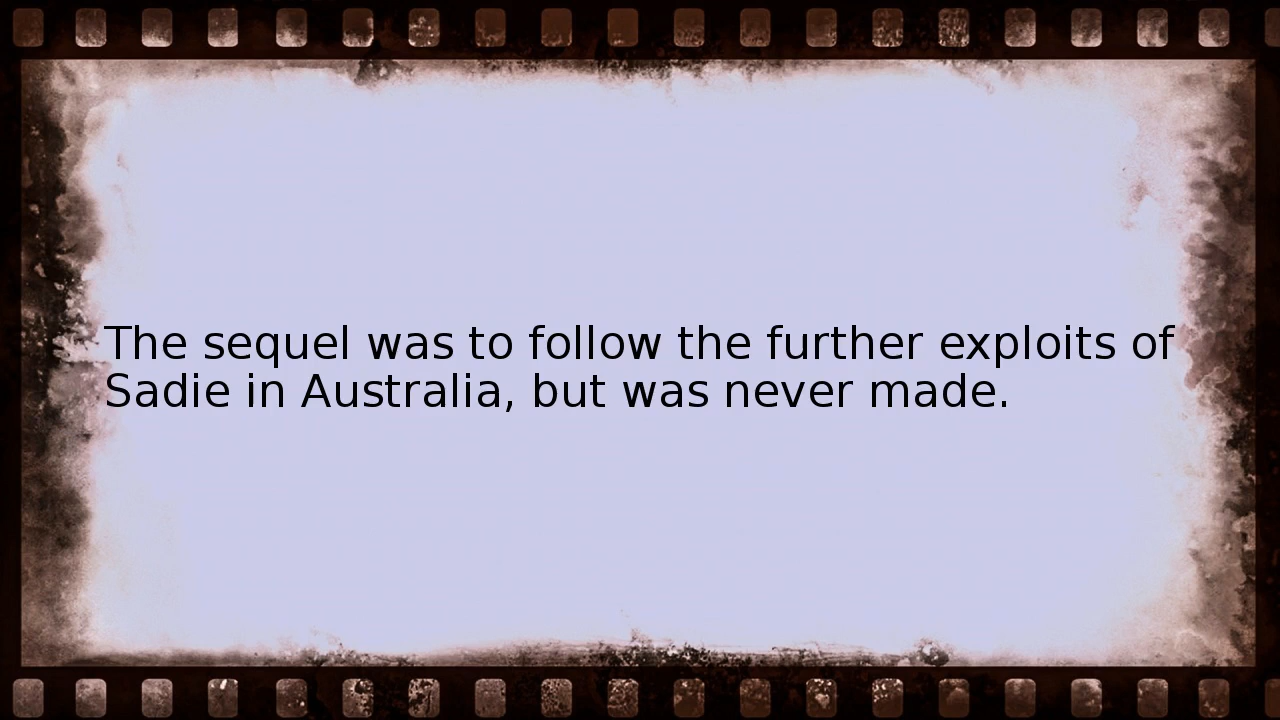 The sequel was to follow the further exploits of
Sadie in Australia, but was never made.